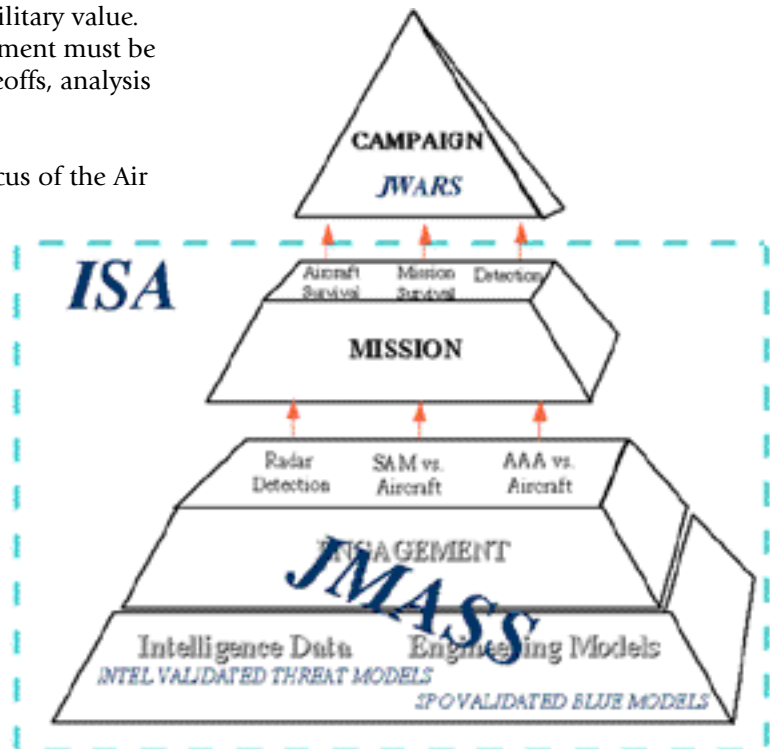 ilitary value.
ement must be
eoffs, analysis
cus of the Air
CAMPAIGN
JWARS
ISA
Aircraft Survival
Mission Survival
Detection
MISSION
Radar Detection
SAM vs. Aircraft
AAA vs. Aircraft
ENGAGEMENT
JMASS
Intelligence Data
Engineering Models
INTEL VALIDATED THREAT MODELS
SPO VALIDATED BLUE MODELS